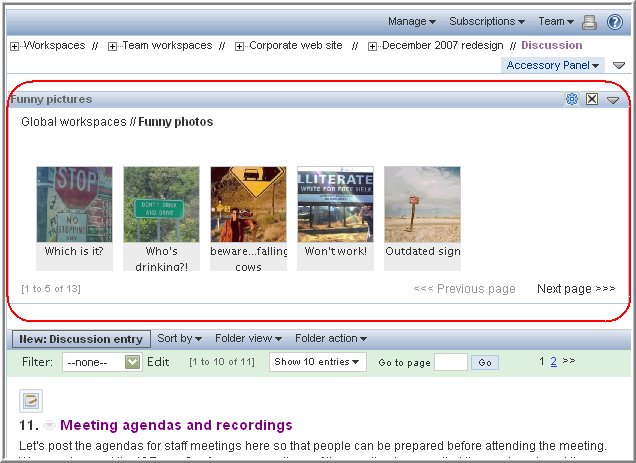 Manage Subscriptions Team
Workspaces // Team workspaces // Corporate web site // December 2007 redesign // Discussion
Accessory Panel
Funny pictures
Global workspaces // Funny photos
STOP
NO
STOPPING
ANY
DON'T DRINK
AND DRIVE
ILLITERATE
WRITE FOR FREE HELP
Which is it?
Who's drinking?!
beware...falling cows
Won't work!
Outdated sign
[1 to 5 of 13] <<< Previous page Next page >>>
New: Discussion entry Sort by Folder view Folder action
Filter: --none-- Edit [1 to 10 of 11] Show 10 entries Go to page Go 1 2 >>
11. Meeting agendas and recordings
Let's post the agendas for staff meetings here so that people can be prepared before attending the meeting.